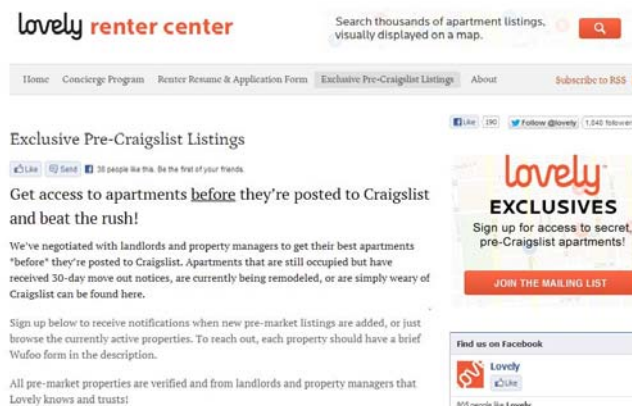 lovely renter center
Search thousands of apartment listings,
visually displayed on a map.
Home Concierge Program Renter Resume & Application Form Exclusive Pre-Craigslist Listings About Subscribe to RSS
Like 190 Follow @lovely 1,848 follower
Exclusive Pre-Craigslist Listings
Like Send 38 people like this. Be the first of your friends.
Get access to apartments before they're posted to Craigslist
and beat the rush!
We've negotiated with landlords and property managers to get their best apartments
*before* they're posted to Craigslist. Apartments that are still occupied but have
received 30-day move out notices, are currently being remodeled, or are simply weary of
Craigslist can be found here.
Sign up below to receive notifications when new pre-market listings are added, or just
browse the currently active properties. To reach out, each property should have a brief
Wufoo form in the description.
All pre-market properties are verified and from landlords and property managers that
Lovely knows and trusts!
lovely
EXCLUSIVES
Sign up for access to secret,
pre-Craigslist apartments!
JOIN THE MAILING LIST
Find us on Facebook
Lovely
Like
805 people like Lovely